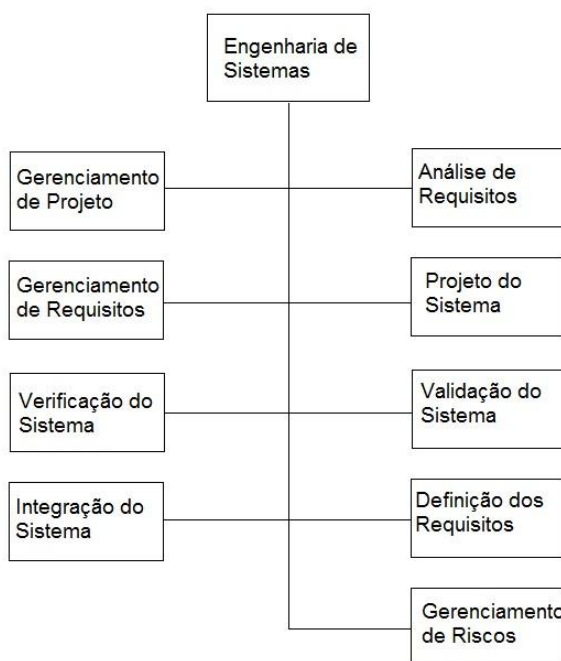 Engenharia de
Sistemas
Gerenciamento
de Projeto
Análise de
Requisitos
Gerenciamento
de Requisitos
Projeto do
Sistema
Verificação do
Sistema
Validação do
Sistema
Integração do
Sistema
Definição dos
Requisitos
Gerenciamento
de Riscos